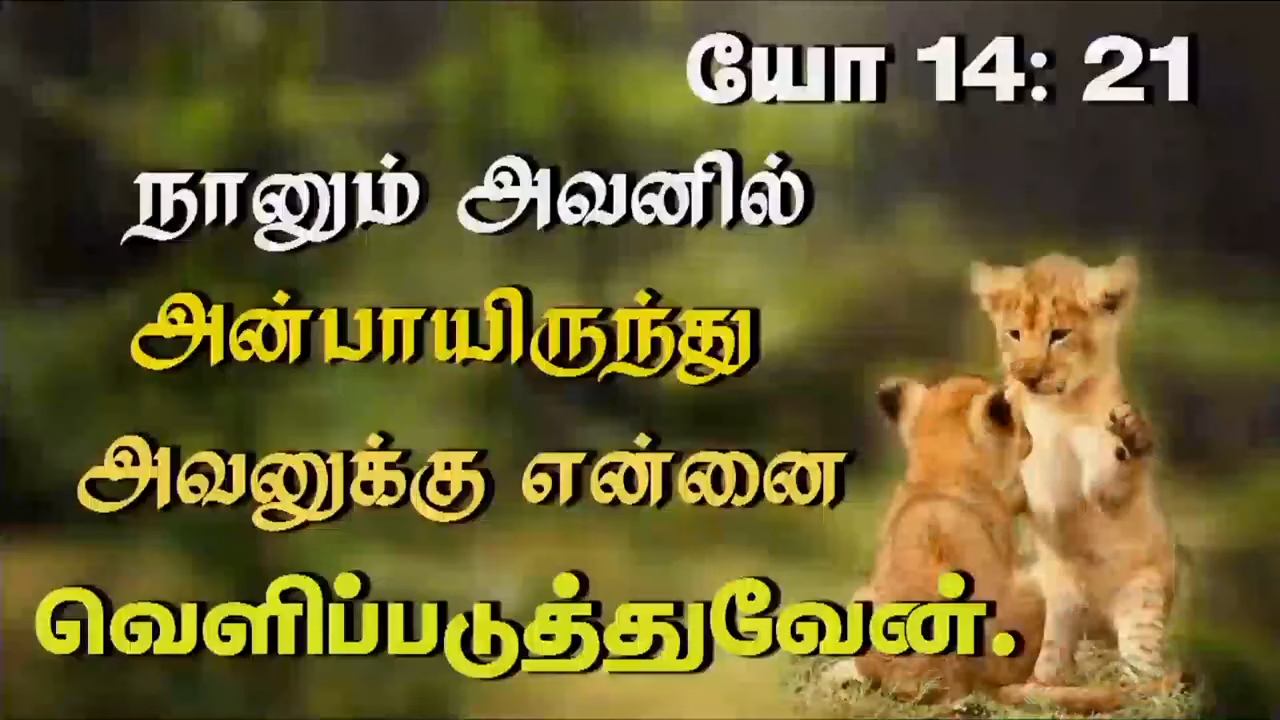 யோ 14: 21
நானும் அவனில்
அன்பாயிருந்து
அவனுக்கு என்னை
வெளிப்படுத்துவேன்.